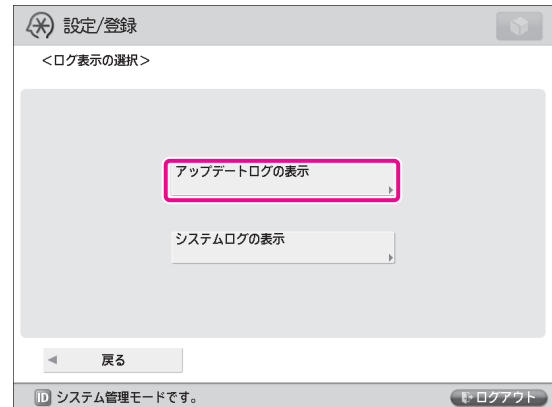 設定/登録
＜ログ表示の選択＞
アップデートログの表示
システムログの表示
戻る
ID システム管理モードです。
ログアウト